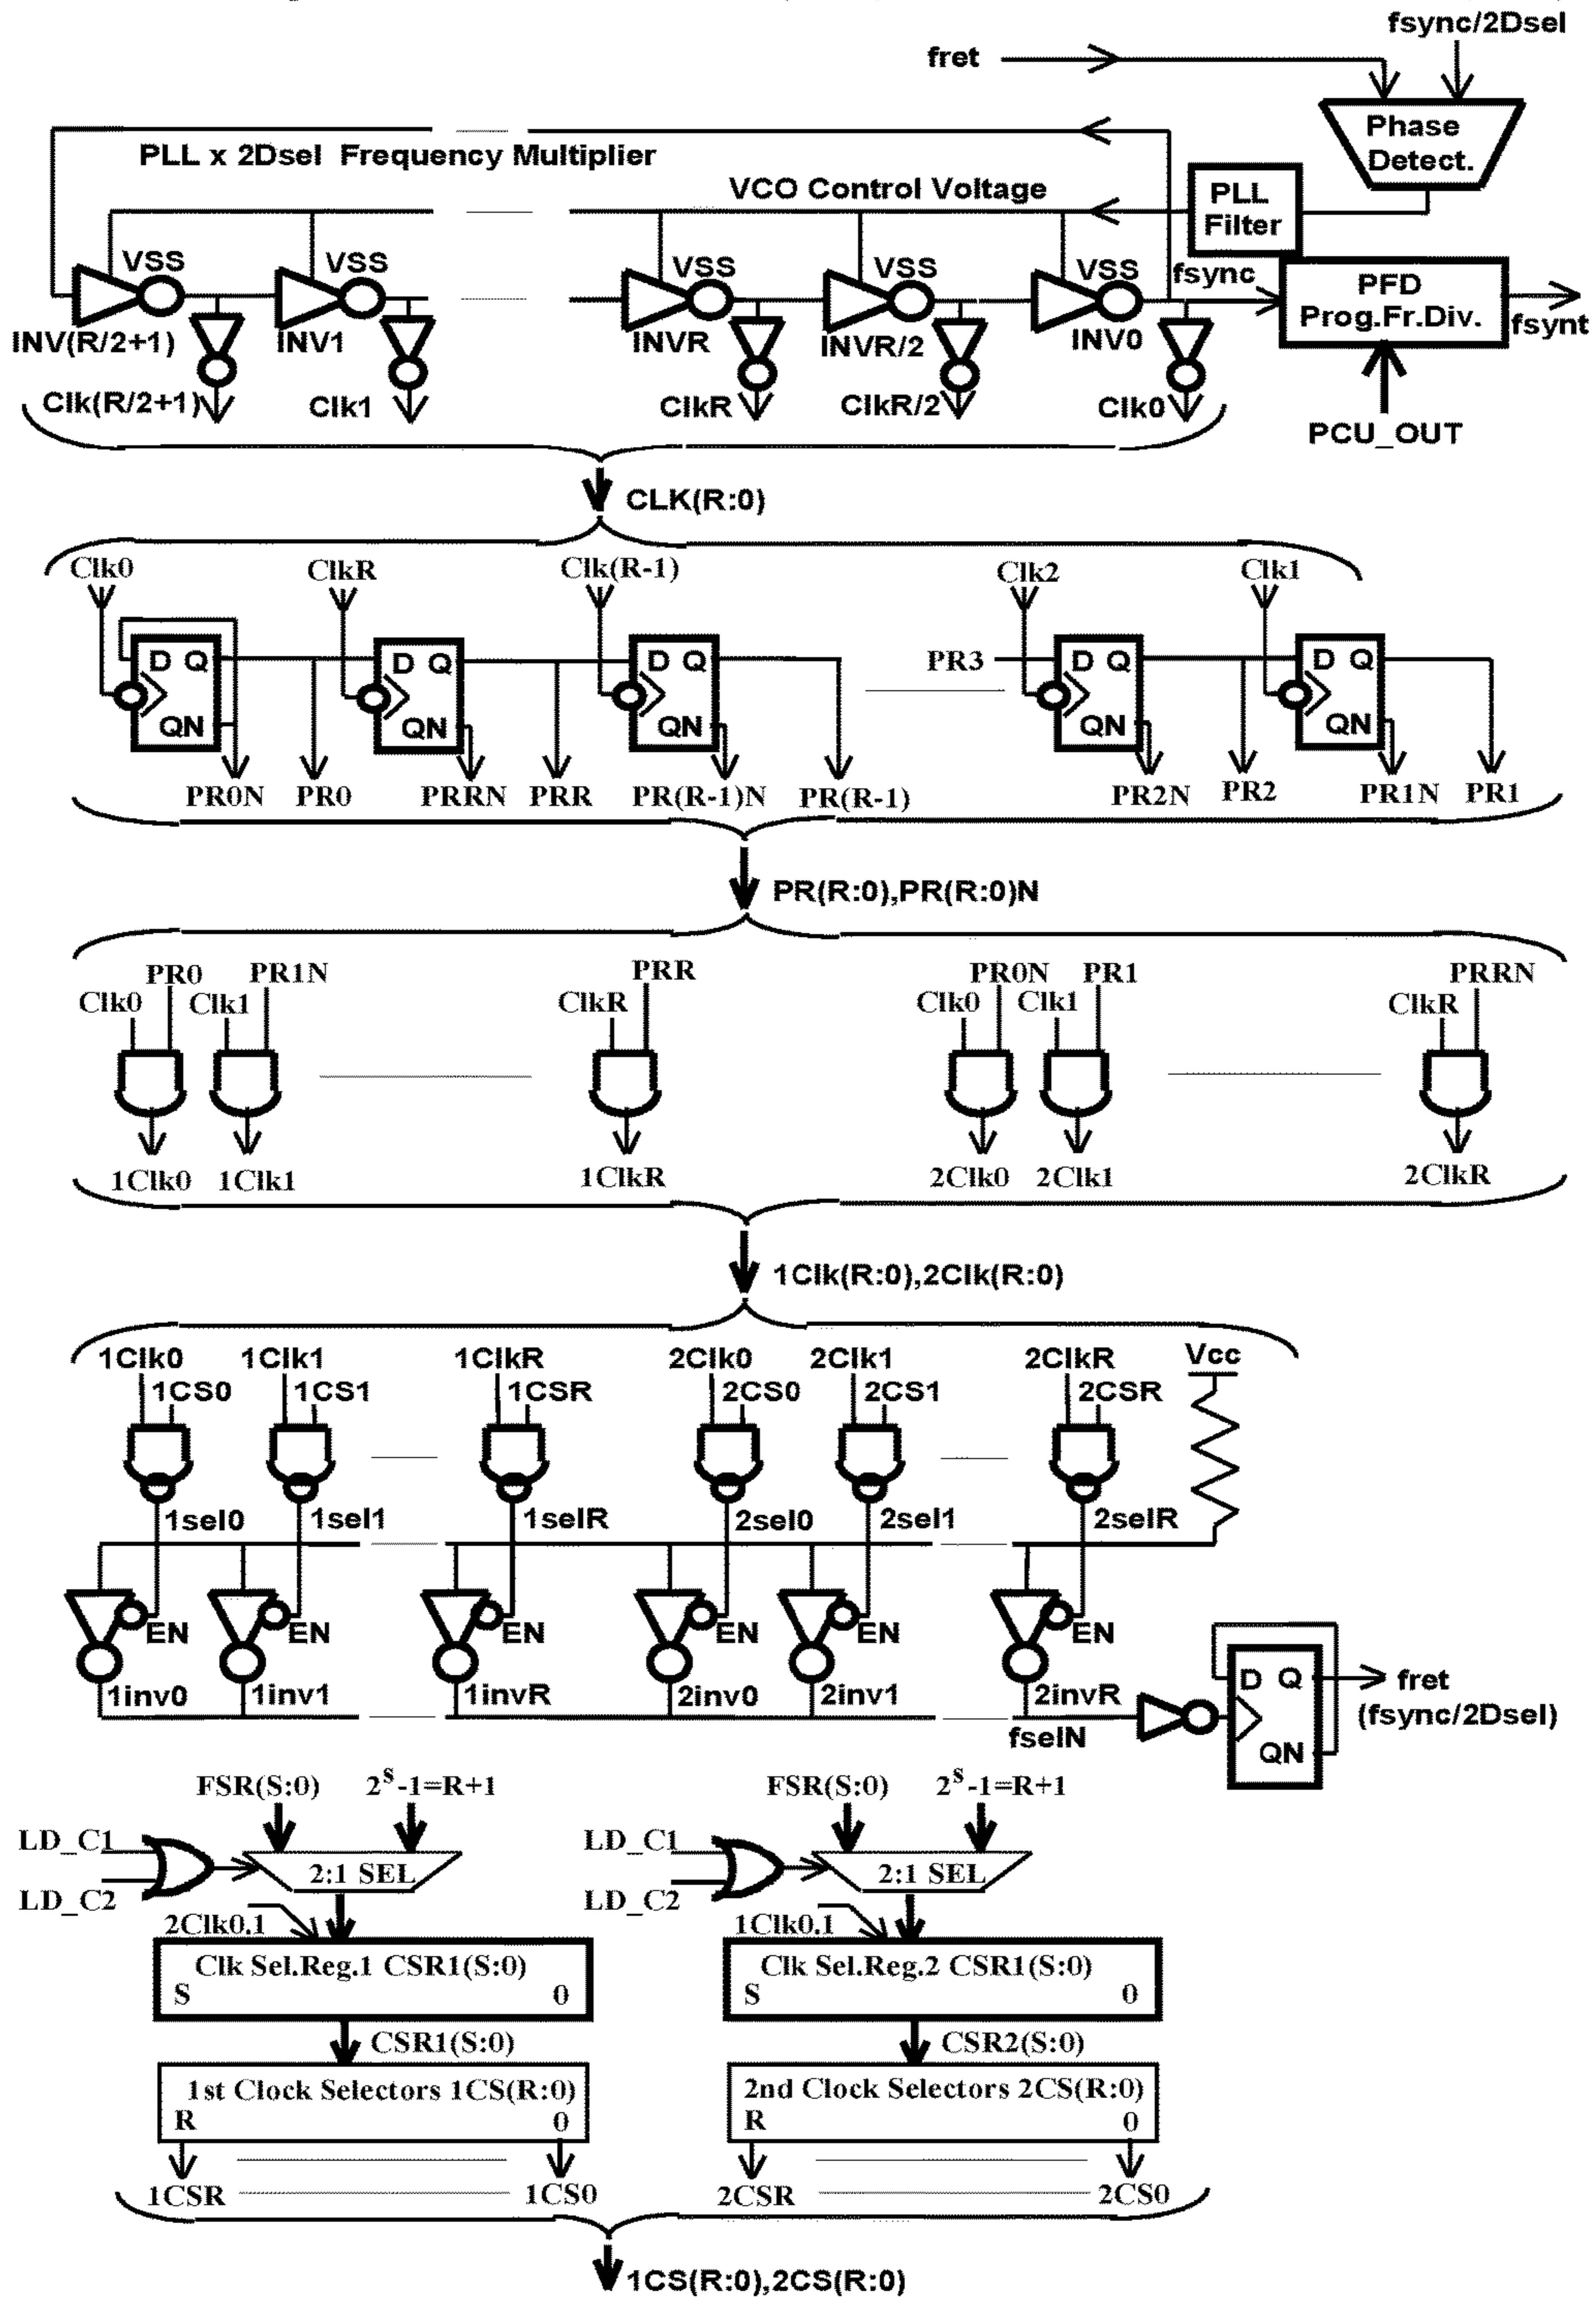 fsync/2Dsel
fret
Phase
Detect.
PLL x 2Dsel Frequency Multiplier
VCO Control Voltage
PLL
Filter
VSS VSS VSS VSS VSS
fsync
PFD
Prog.Fr.Div.
fsynt
INV(R/2+1) INV1 INVR INVR/2 INV0
Clk(R/2+1) Clk1 ClkR ClkR/2 Clk0
PCU_OUT
CLK(R:0)
Clk0 ClkR Clk(R-1) Clk2 Clk1
D Q D Q D Q PR3 D Q D Q
QN QN QN QN QN
PR0N PR0 PRRN PRR PR(R-1)N PR(R-1) PR2N PR2 PR1N PR1
PR(R:0),PR(R:0)N
PR0 PR1N PRR PR0N PR1 PRRN
Clk0 Clk1 ClkR Clk0 Clk1 ClkR
1Clk0 1Clk1 1ClkR 2Clk0 2Clk1 2ClkR
1Clk(R:0),2Clk(R:0)
1Clk0 1Clk1 1ClkR 2Clk0 2Clk1 2ClkR Vcc
1CS0 1CS1 1CSR 2CS0 2CS1 2CSR
1sel0 1sel1 1selR 2sel0 2sel1 2selR
EN EN EN EN EN EN
1inv0 1inv1 1invR 2inv0 2inv1 2invR
fselN
D Q
QN
fret
(fsync/2Dsel)
FSR(S:0) 2^S-1=R+1 FSR(S:0) 2^S-1=R+1
LD_C1 LD_C1
2:1 SEL 2:1 SEL
LD_C2 LD_C2
2Clk0.1 1Clk0.1
Clk Sel.Reg.1 CSR1(S:0) Clk Sel.Reg.2 CSR1(S:0)
S 0 S 0
CSR1(S:0) CSR2(S:0)
1st Clock Selectors 1CS(R:0) 2nd Clock Selectors 2CS(R:0)
R 0 R 0
1CSR 1CS0 2CSR 2CS0
1CS(R:0),2CS(R:0)